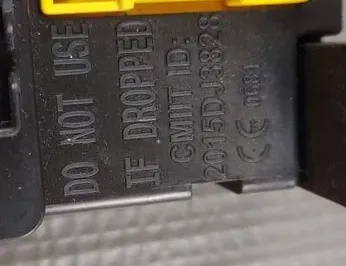 DO NOT USE
IF DROPPED
CMIIT ID:
2015DJ3828
CE 0681